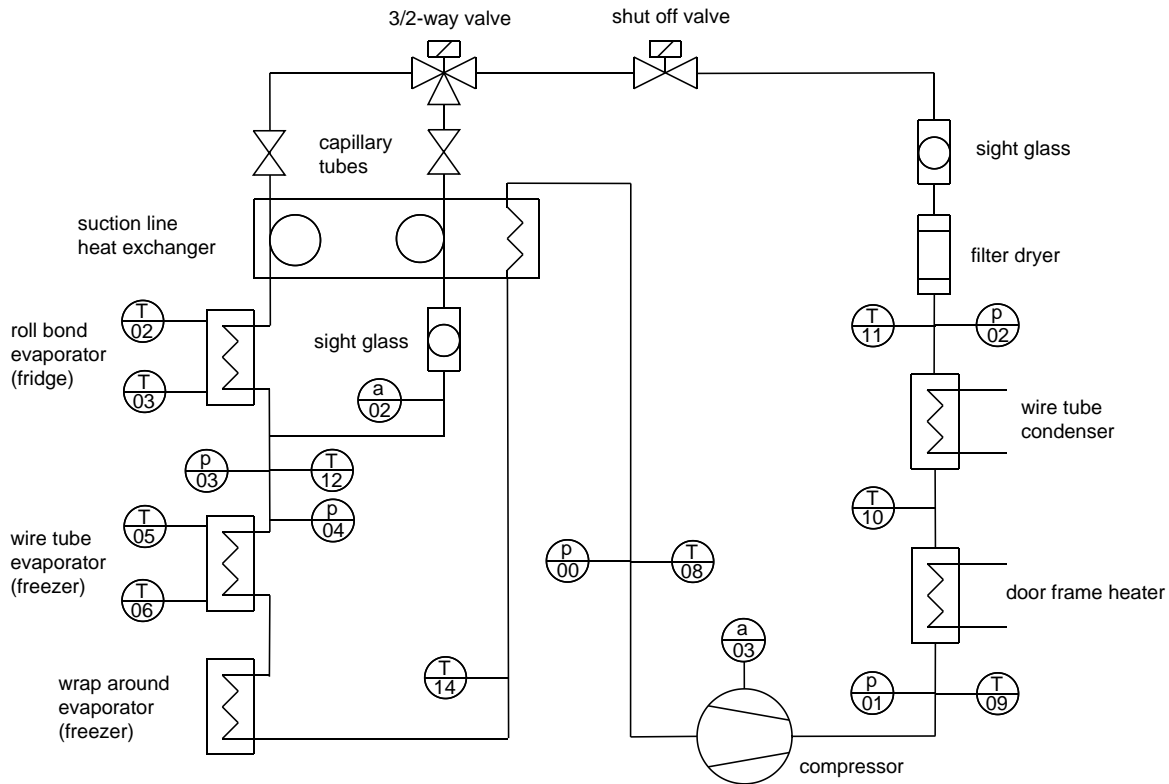 3/2-way valve
shut off valve
capillary
tubes
sight glass
suction line
heat exchanger
filter dryer
T
02
T
11
p
02
roll bond
evaporator
(fridge)
sight glass
T
03
a
02
wire tube
condenser
p
03
T
12
T
10
wire tube
evaporator
(freezer)
T
05
p
04
p
00
T
08
T
06
door frame heater
a
03
wrap around
evaporator
(freezer)
T
14
p
01
T
09
compressor